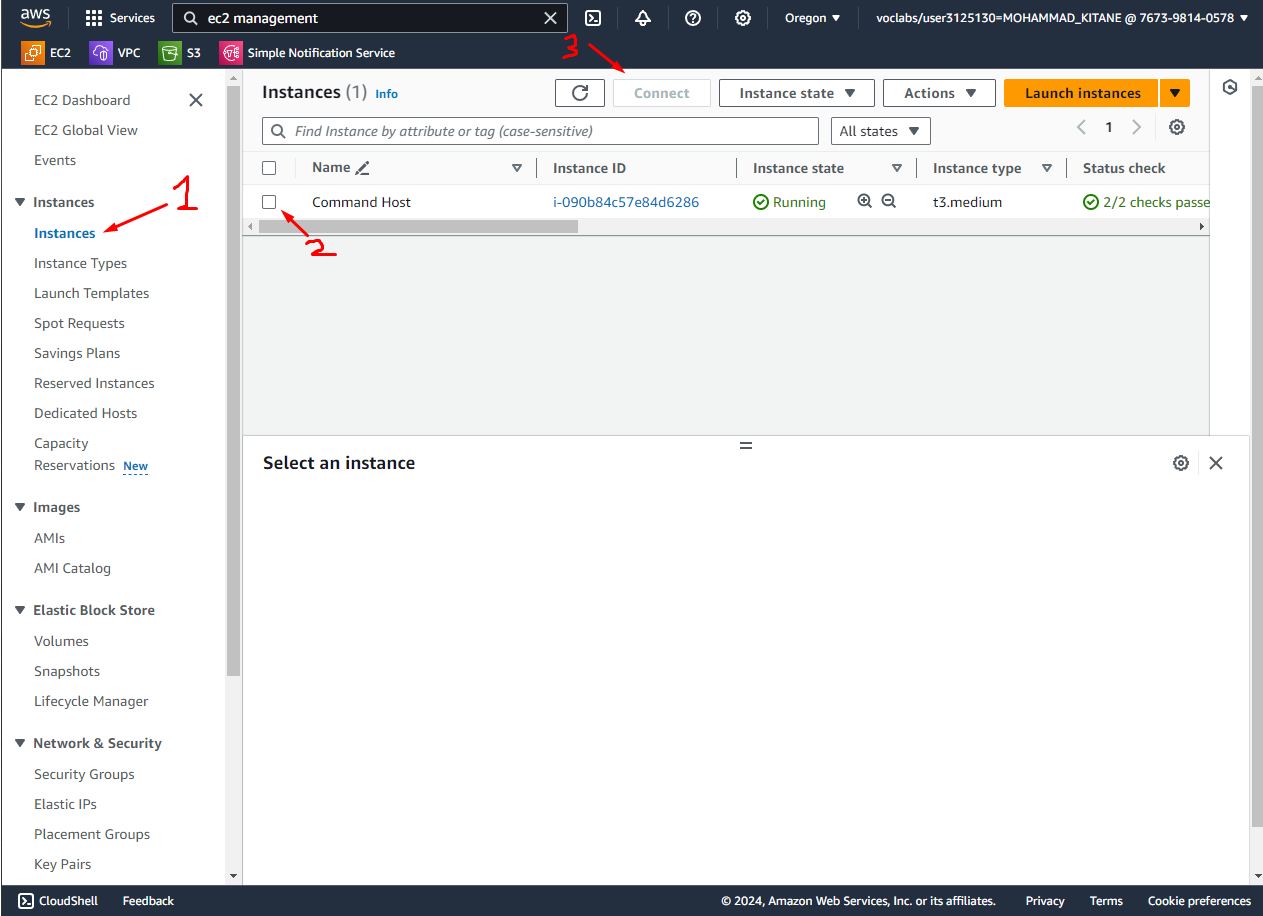 aws Services ec2 management Oregon voclabs/user3125130=MOHAMMAD_KITANE @ 7673-9814-0578
EC2 VPC S3 Simple Notification Service
3
EC2 Dashboard
EC2 Global View
Events
Instances
Instances
Instance Types
Launch Templates
Spot Requests
Savings Plans
Reserved Instances
Dedicated Hosts
Capacity
Reservations New
Images
AMIs
AMI Catalog
Elastic Block Store
Volumes
Snapshots
Lifecycle Manager
Network & Security
Security Groups
Elastic IPs
Placement Groups
Key Pairs
1
Instances (1) Info Connect Instance state Actions Launch instances
Find Instance by attribute or tag (case-sensitive) All states 1
Name Instance ID Instance state Instance type Status check
Command Host i-090b84c57e84d6286 Running t3.medium 2/2 checks passe
2
Select an instance
CloudShell Feedback © 2024, Amazon Web Services, Inc. or its affiliates. Privacy Terms Cookie preferences